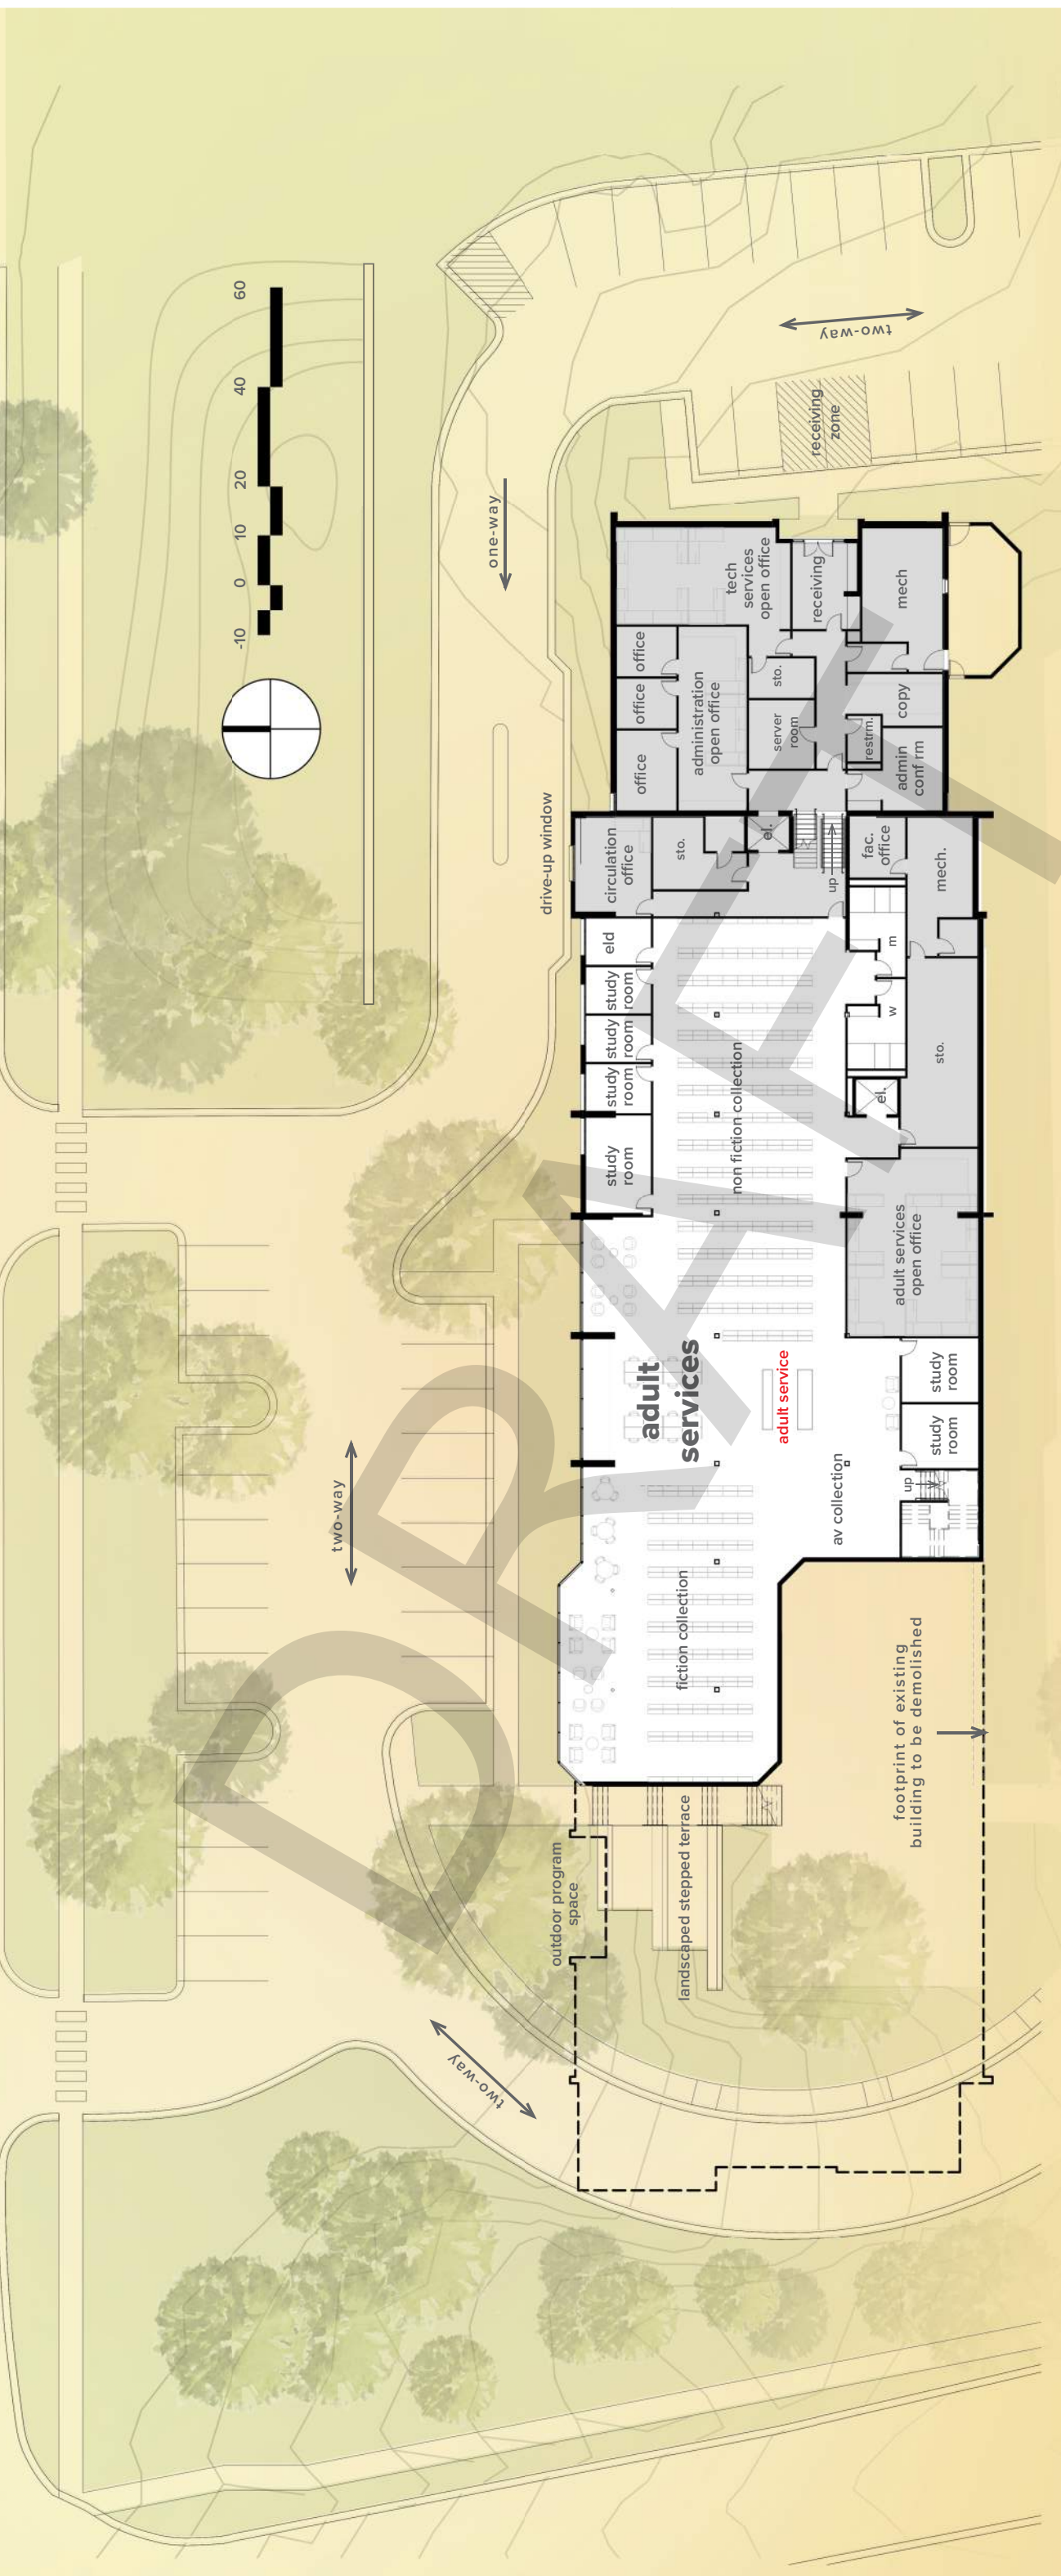 -10
0
10
20
40
60
one-way
two-way
receiving
zone
drive-up window
tech
services
open office
receiving
mech
office
office
office
administration
open office
sto.
server
room
copy
restrm.
admin
conf rm
circulation
office
sto.
el.
up
fac.
office
mech.
eld
study
room
study
room
study
room
study
room
m
w
sto.
el.
non fiction collection
adult services
open office
adult
services
adult service
study
room
study
room
up
av collection
fiction collection
two-way
footprint of existing
building to be demolished
outdoor program
space
landscaped stepped terrace
two-way
DRAFT